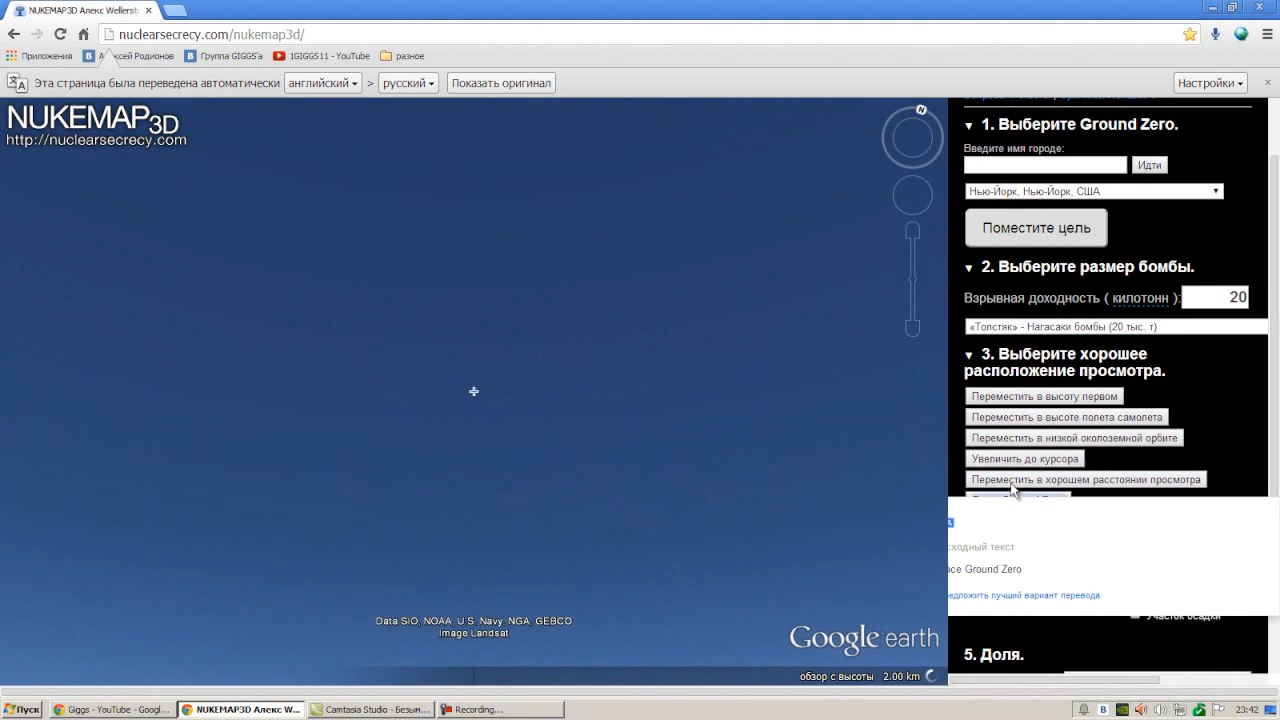 NUKEMAP3D Алекс Wellerst
nuclearsecrecy.com/nukemap3d/
Приложения
ксей Родионов
Группа GIGGS'a
1GIGGS11 - YouTube
разное
Эта страница была переведена автоматически
английский
>
русский
Показать оригинал
Настройки
NUKEMAP3D
http://nuclearsecrecy.com
N
1. Выберите Ground Zero.
Введите имя городе:
Идти
Нью-Йорк, Нью-Йорк, США
Поместите цель
2. Выберите размер бомбы.
Взрывная доходность ( килотонн ):
20
«Толстяк» - Нагасаки бомбы (20 тыс. т)
3. Выберите хорошее
расположение просмотра.
Переместить в высоту первом
Переместить в высоте полета самолета
Переместить в низкой околоземной орбите
Увеличить до курсора
Переместить в хорошем расстоянии просмотра
сходный текст
ace Ground Zero
едложить лучший вариант перевода
Участок осадки
5. Доля.
Data SIO, NOAA, U.S. Navy, NGA, GEBCO
Image Landsat
Google earth
обзор с высоты 2.00 km
Пуск
Giggs - YouTube - Googl...
NUKEMAP3D Алекс W...
Camtasia Studio - Безым...
Recording...
23:42